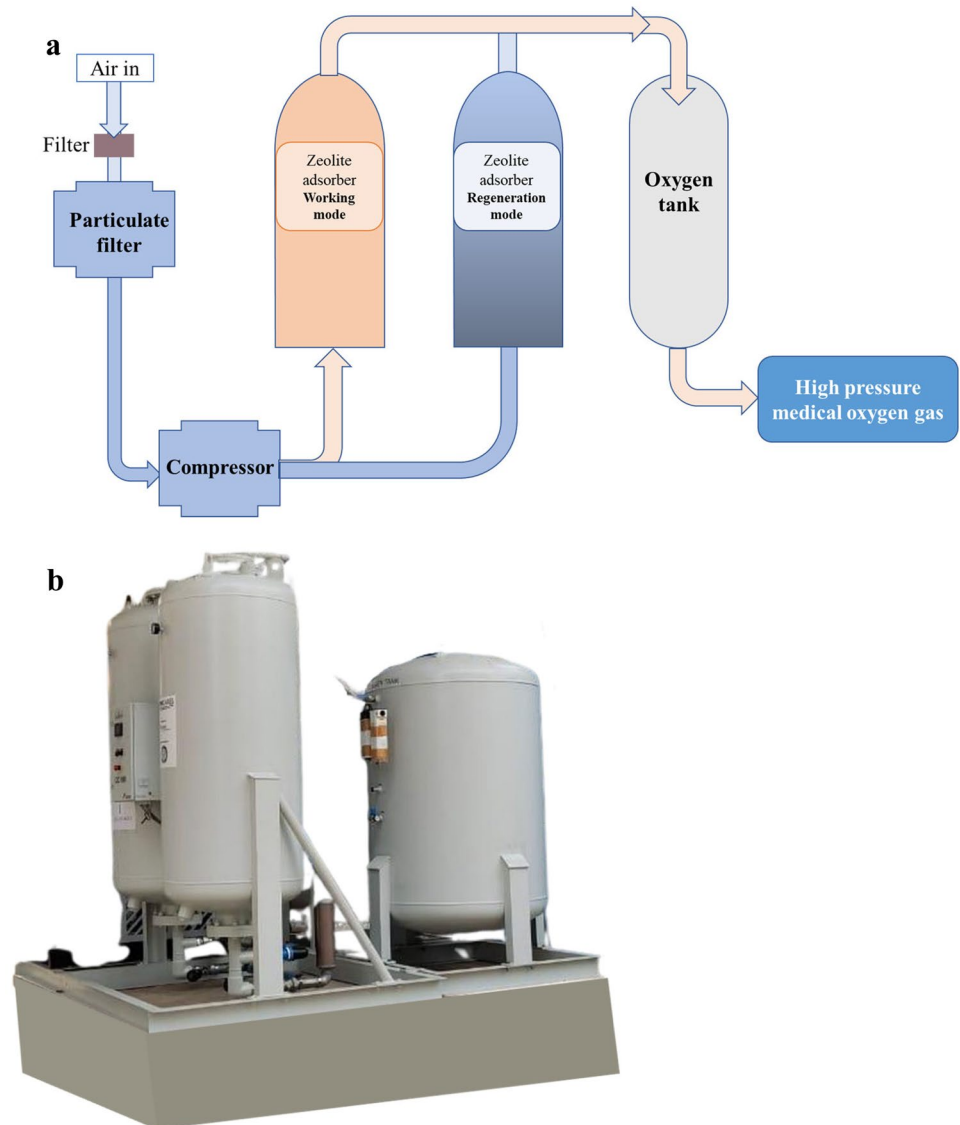 a
Air in
Filter
Particulate
filter
Compressor
Zeolite
adsorber
Working
mode
Zeolite
adsorber
Regeneration
mode
Oxygen
tank
High pressure
medical oxygen gas
b